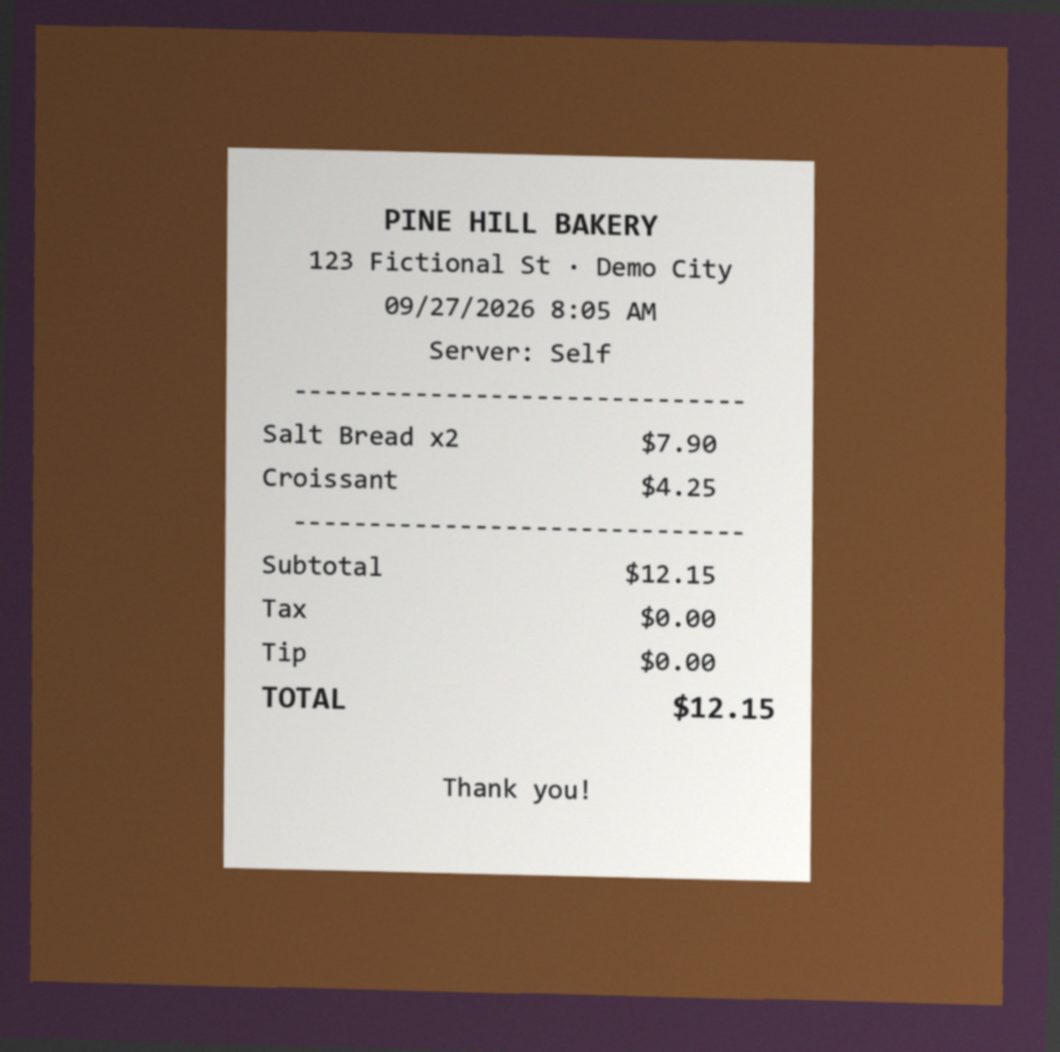 PINE HILL BAKERY
123 Fictional St · Demo City
09/27/2026 8:05 AM
Server: Self
------------------------------
Salt Bread x2 $7.90
Croissant $4.25
------------------------------
Subtotal $12.15
Tax $0.00
Tip $0.00
TOTAL $12.15
Thank you!